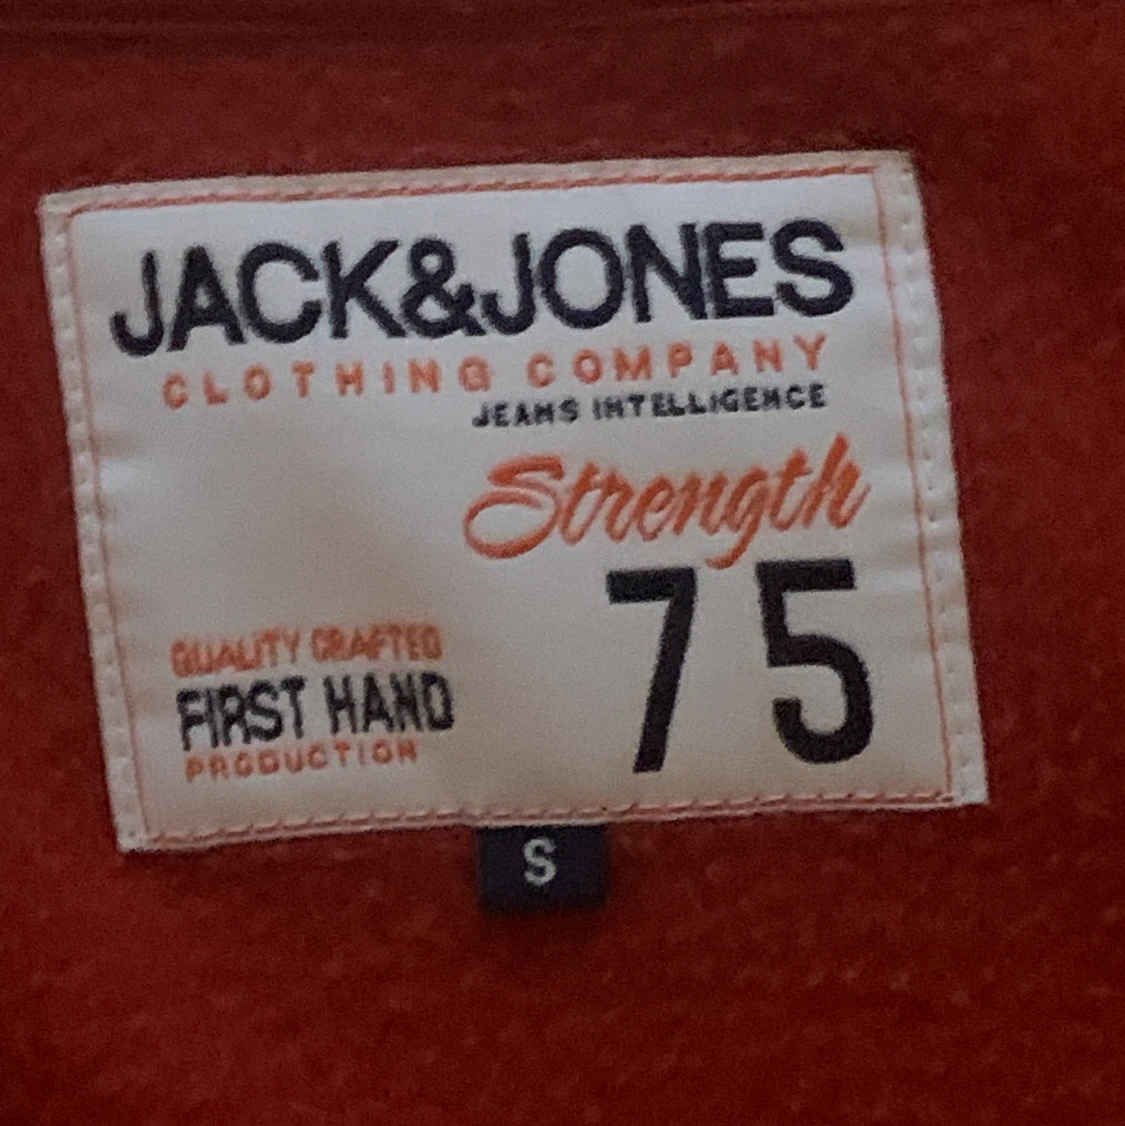 JACK&JONES
CLOTHING COMPANY
JEANS INTELLIGENCE
Strength
75
QUALITY CRAFTED
FIRST HAND
PRODUCTION
S